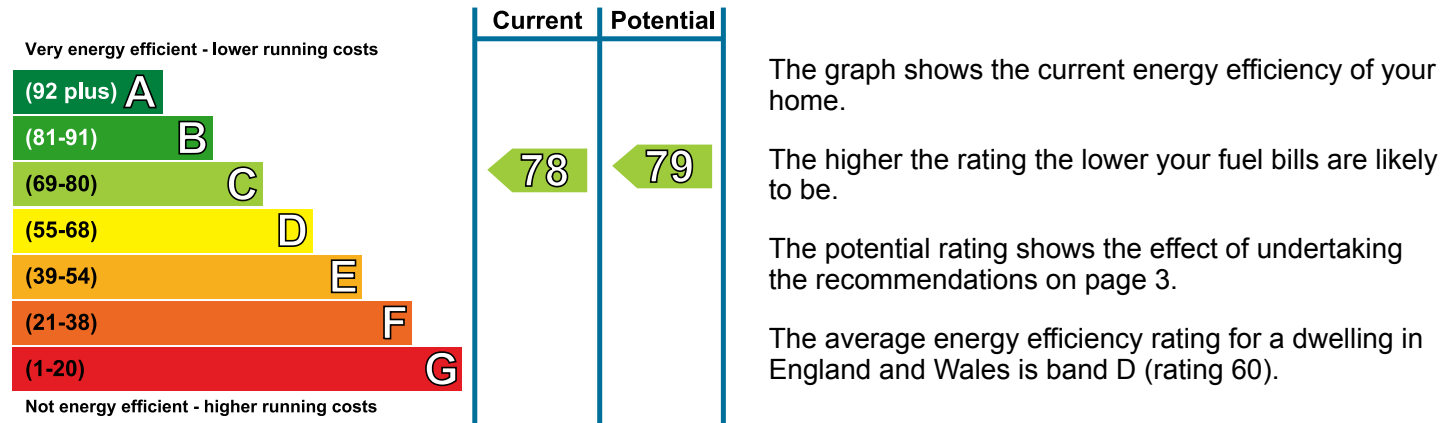 Current Potential
Very energy efficient - lower running costs
(92 plus) A
(81-91) B
(69-80) C
(55-68) D
(39-54) E
(21-38) F
(1-20) G
Not energy efficient - higher running costs
78 79
The graph shows the current energy efficiency of your
home.
The higher the rating the lower your fuel bills are likely
to be.
The potential rating shows the effect of undertaking
the recommendations on page 3.
The average energy efficiency rating for a dwelling in
England and Wales is band D (rating 60).